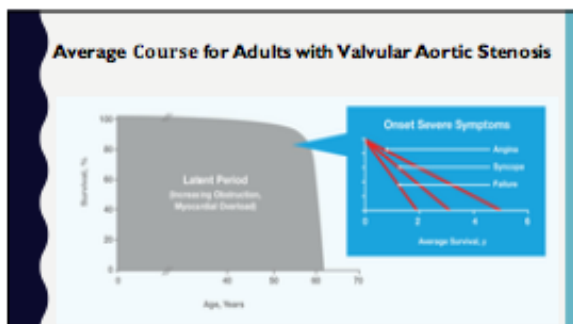 Average Course for Adults with Valvular Aortic Stenosis
Onset Severe Symptoms
Angina
Syncope
Failure
0
2
4
6
Average Survival, y
Latent Period
(Increasing Obstruction,
Myocardial Overload)
Survival, %
100
80
60
40
20
0
0
40
50
60
70
Age, Years